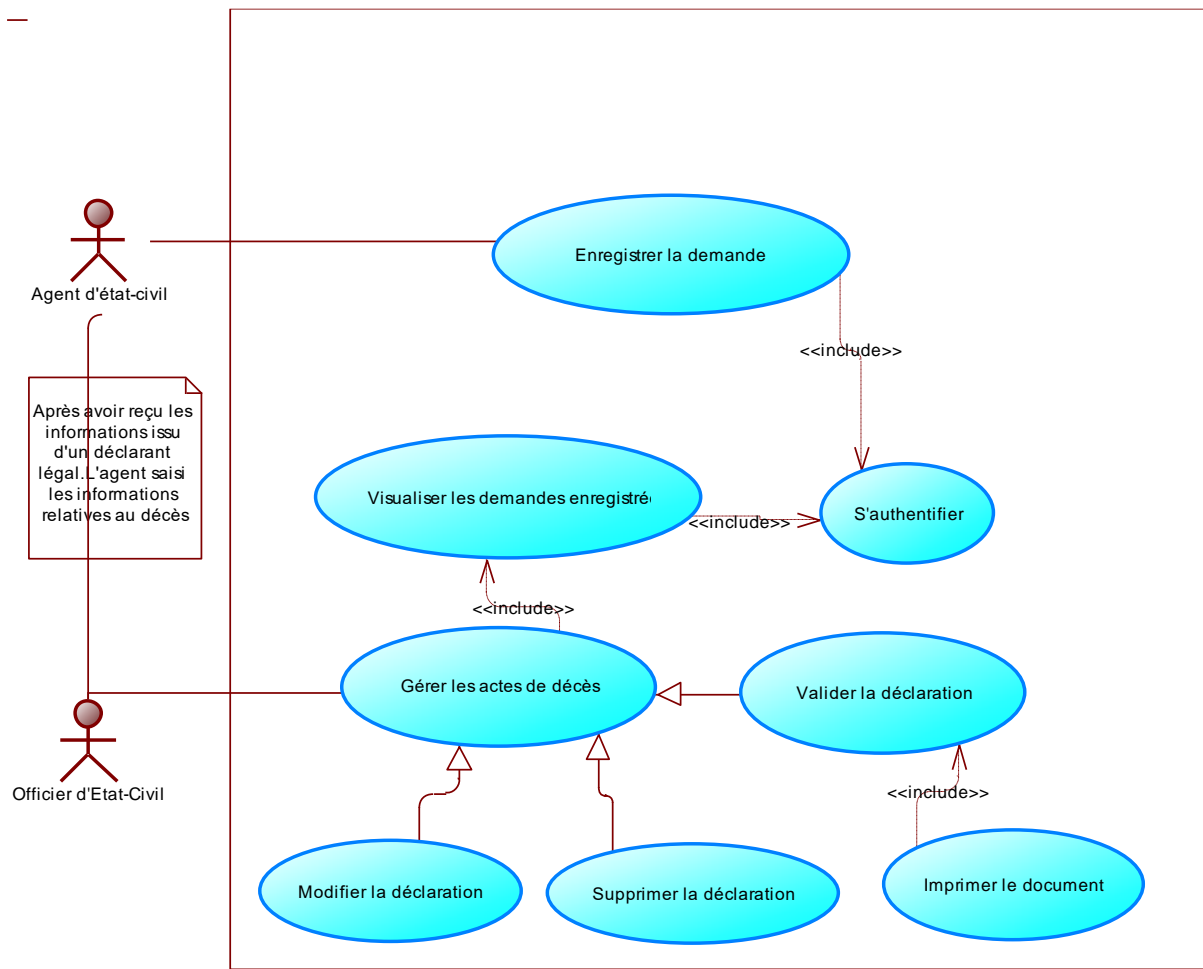 Enregistrer la demande
Agent d'état-civil
<<include>>
Après avoir reçu les
informations issu
d'un déclarant
légal.L'agent saisi
les informations
relatives au décès
Visualiser les demandes enregistrée
<<include>>
S'authentifier
<<include>>
Gérer les actes de décès
Valider la déclaration
Officier d'Etat-Civil
<<include>>
Modifier la déclaration
Supprimer la déclaration
Imprimer le document